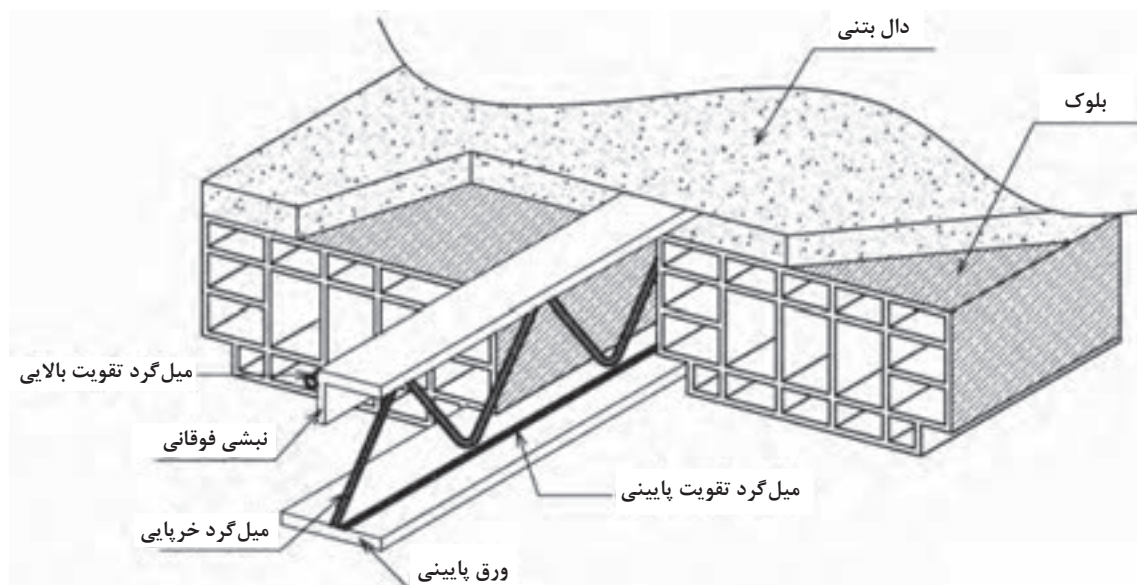 دال بتنی
بلوک
میل‌گرد تقویت بالایی
نبشی فوقانی
میل‌گرد تقویت پایینی
میل‌گرد خرپایی
ورق پایینی